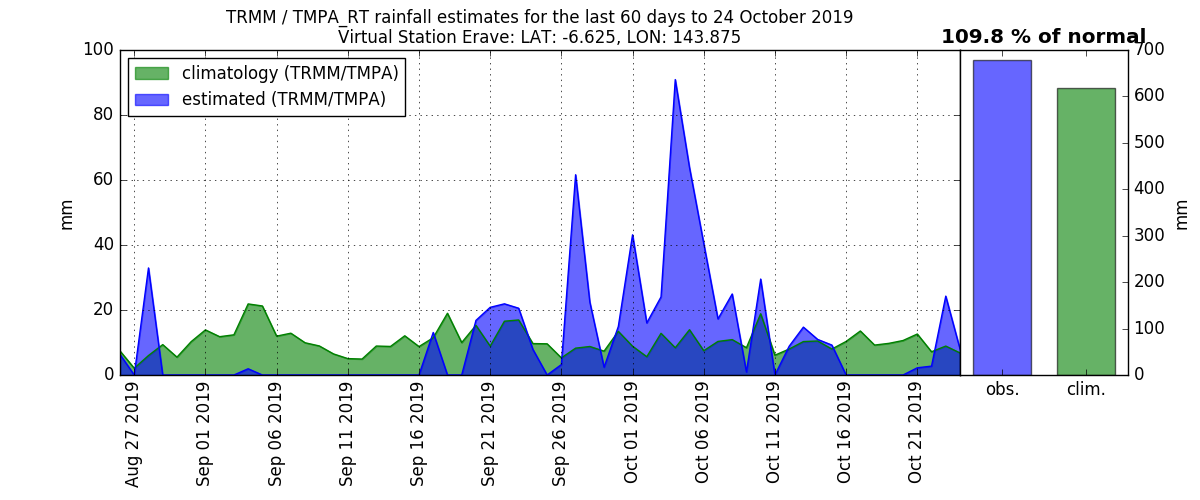 TRMM / TMPA_RT rainfall estimates for the last 60 days to 24 October 2019
Virtual Station Erave: LAT: -6.625, LON: 143.875
109.8 % of normal
climatology (TRMM/TMPA)
estimated (TRMM/TMPA)
100
80
60
40
20
0
mm
Aug 27 2019
Sep 01 2019
Sep 06 2019
Sep 11 2019
Sep 16 2019
Sep 21 2019
Sep 26 2019
Oct 01 2019
Oct 06 2019
Oct 11 2019
Oct 16 2019
Oct 21 2019
obs.
clim.
700
600
500
400
300
200
100
0
mm